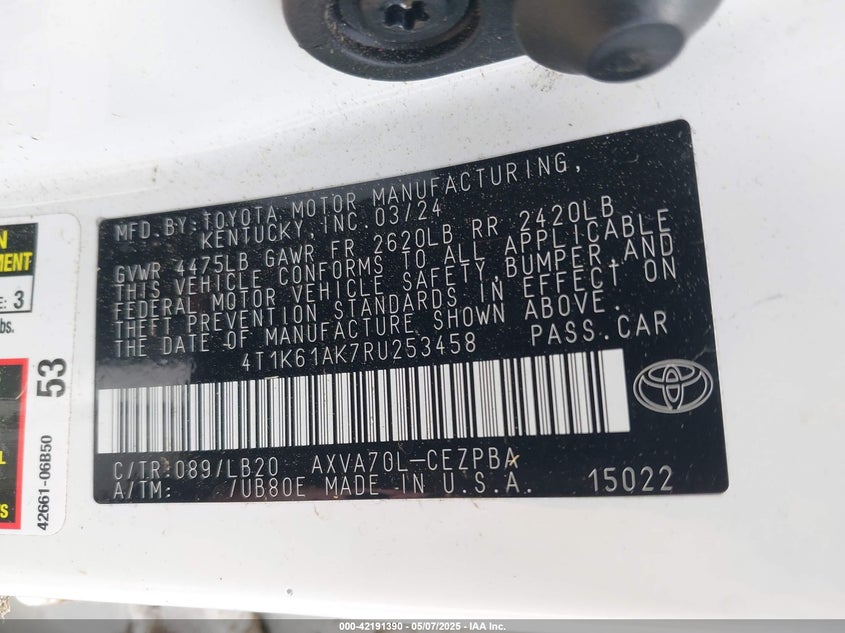 MFD.BY:TOYOTA MOTOR MANUFACTURING,
KENTUCKY,INC.03/24
GVWR 4475LB GAWR FR 2620LB RR 2420LB
THIS VEHICLE CONFORMS TO ALL APPLICABLE
FEDERAL MOTOR VEHICLE SAFETY,BUMPER,AND
THEFT PREVENTION STANDARDS IN EFFECT ON
THE DATE OF MANUFACTURE SHOWN ABOVE.
4T1K61AK7RU253458 PASS.CAR
C/TR:089/LB20 AXVA70L-CEZPBA
A/TM: /UB80E MADE IN U.S.A. 15022
: 3
bs.
53
42661-06B50
000-42191390 - 05/07/2025 - IAA Inc.